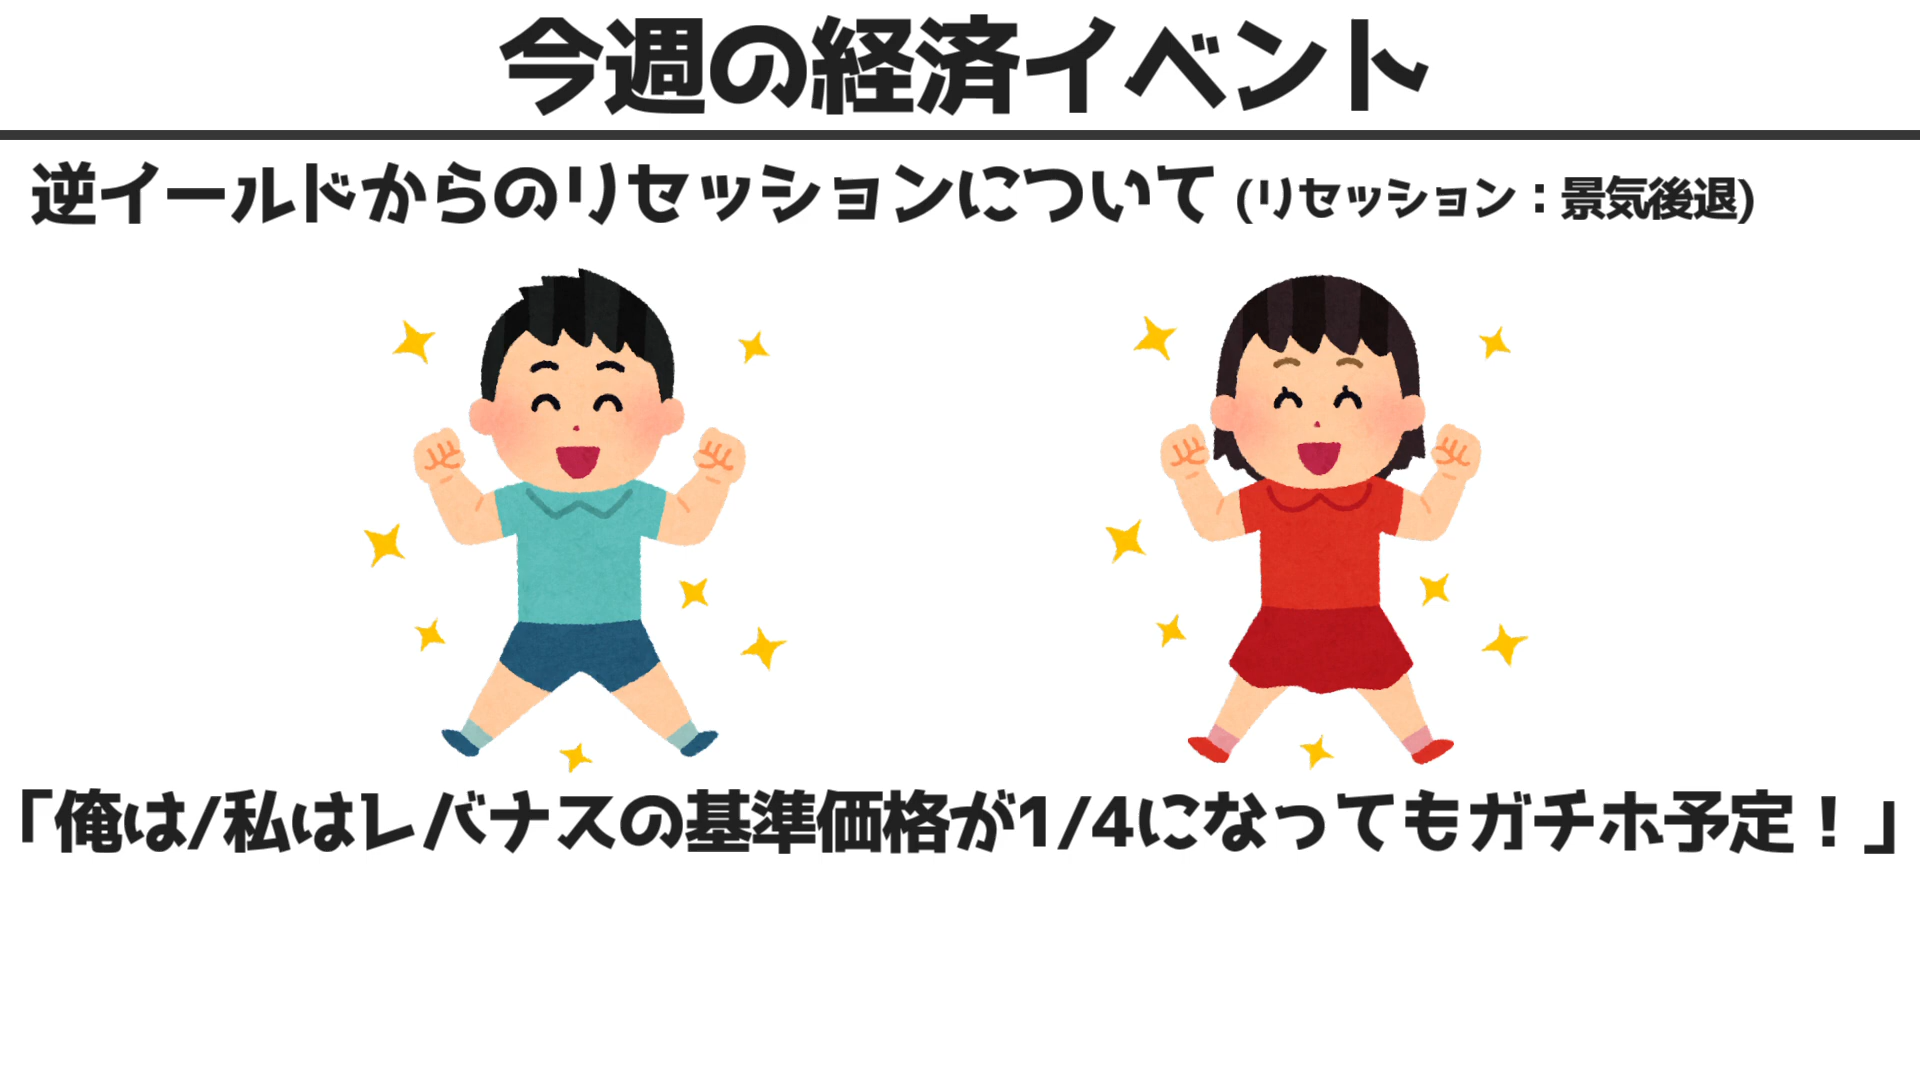 今週の経済イベント
逆イールドからのリセッションについて (リセッション：景気後退)
「俺は/私はレバナスの基準価格が1/4になってもガチホ予定！」